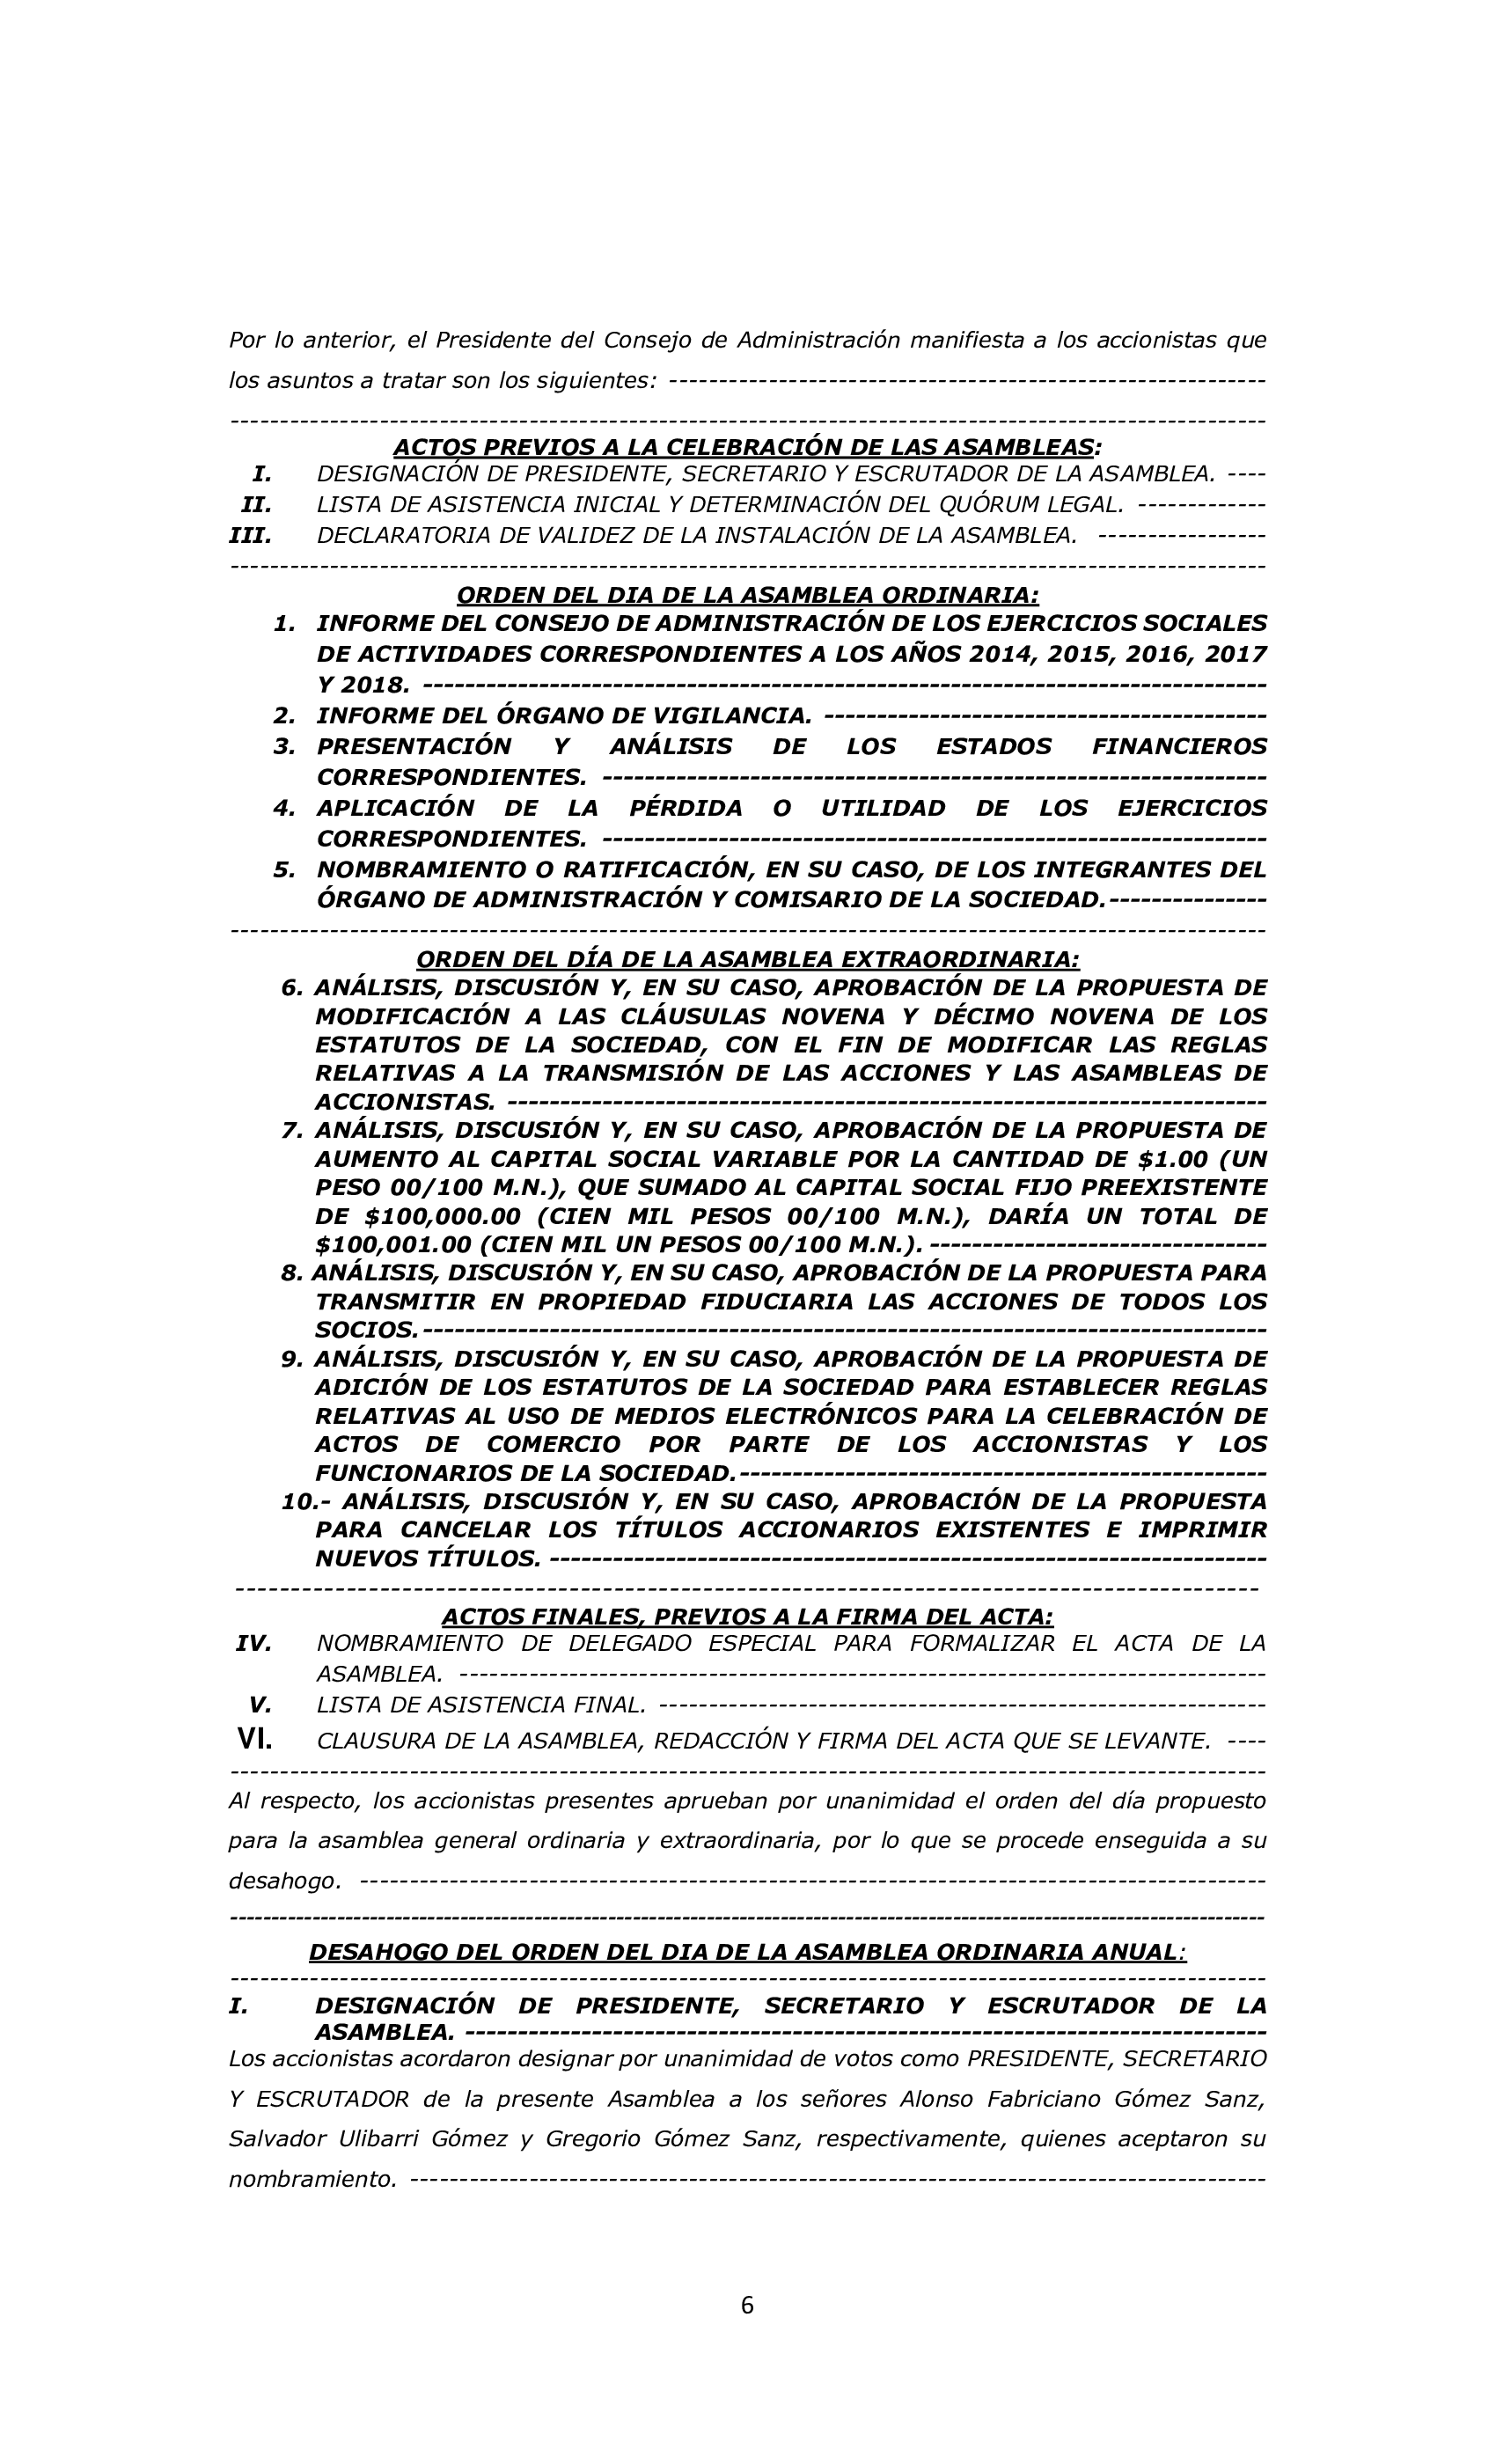 Por lo anterior, el Presidente del Consejo de Administración manifiesta a los accionistas que
los asuntos a tratar son los siguientes: ------------------------------------------------------------
--------------------------------------------------------------------------------------------------------
ACTOS PREVIOS A LA CELEBRACIÓN DE LAS ASAMBLEAS:
I. DESIGNACIÓN DE PRESIDENTE, SECRETARIO Y ESCRUTADOR DE LA ASAMBLEA. ----
II. LISTA DE ASISTENCIA INICIAL Y DETERMINACIÓN DEL QUÓRUM LEGAL. -------------
III. DECLARATORIA DE VALIDEZ DE LA INSTALACIÓN DE LA ASAMBLEA. -----------------
--------------------------------------------------------------------------------------------------------
ORDEN DEL DIA DE LA ASAMBLEA ORDINARIA:
1. INFORME DEL CONSEJO DE ADMINISTRACIÓN DE LOS EJERCICIOS SOCIALES
DE ACTIVIDADES CORRESPONDIENTES A LOS AÑOS 2014, 2015, 2016, 2017
Y 2018. --------------------------------------------------------------------------------
2. INFORME DEL ÓRGANO DE VIGILANCIA. ------------------------------------------
3. PRESENTACIÓN Y ANÁLISIS DE LOS ESTADOS FINANCIEROS
CORRESPONDIENTES. ---------------------------------------------------------------
4. APLICACIÓN DE LA PÉRDIDA O UTILIDAD DE LOS EJERCICIOS
CORRESPONDIENTES. ---------------------------------------------------------------
5. NOMBRAMIENTO O RATIFICACIÓN, EN SU CASO, DE LOS INTEGRANTES DEL
ÓRGANO DE ADMINISTRACIÓN Y COMISARIO DE LA SOCIEDAD.---------------
--------------------------------------------------------------------------------------------------------
ORDEN DEL DÍA DE LA ASAMBLEA EXTRAORDINARIA:
6. ANÁLISIS, DISCUSIÓN Y, EN SU CASO, APROBACIÓN DE LA PROPUESTA DE
MODIFICACIÓN A LAS CLÁUSULAS NOVENA Y DÉCIMO NOVENA DE LOS
ESTATUTOS DE LA SOCIEDAD, CON EL FIN DE MODIFICAR LAS REGLAS
RELATIVAS A LA TRANSMISIÓN DE LAS ACCIONES Y LAS ASAMBLEAS DE
ACCIONISTAS. ------------------------------------------------------------------------
7. ANÁLISIS, DISCUSIÓN Y, EN SU CASO, APROBACIÓN DE LA PROPUESTA DE
AUMENTO AL CAPITAL SOCIAL VARIABLE POR LA CANTIDAD DE $1.00 (UN
PESO 00/100 M.N.), QUE SUMADO AL CAPITAL SOCIAL FIJO PREEXISTENTE
DE $100,000.00 (CIEN MIL PESOS 00/100 M.N.), DARÍA UN TOTAL DE
$100,001.00 (CIEN MIL UN PESOS 00/100 M.N.). --------------------------------
8. ANÁLISIS, DISCUSIÓN Y, EN SU CASO, APROBACIÓN DE LA PROPUESTA PARA
TRANSMITIR EN PROPIEDAD FIDUCIARIA LAS ACCIONES DE TODOS LOS
SOCIOS.--------------------------------------------------------------------------------
9. ANÁLISIS, DISCUSIÓN Y, EN SU CASO, APROBACIÓN DE LA PROPUESTA DE
ADICIÓN DE LOS ESTATUTOS DE LA SOCIEDAD PARA ESTABLECER REGLAS
RELATIVAS AL USO DE MEDIOS ELECTRÓNICOS PARA LA CELEBRACIÓN DE
ACTOS DE COMERCIO POR PARTE DE LOS ACCIONISTAS Y LOS
FUNCIONARIOS DE LA SOCIEDAD.--------------------------------------------------
10.- ANÁLISIS, DISCUSIÓN Y, EN SU CASO, APROBACIÓN DE LA PROPUESTA
PARA CANCELAR LOS TÍTULOS ACCIONARIOS EXISTENTES E IMPRIMIR
NUEVOS TÍTULOS. --------------------------------------------------------------------
--------------------------------------------------------------------------------------------
ACTOS FINALES, PREVIOS A LA FIRMA DEL ACTA:
IV. NOMBRAMIENTO DE DELEGADO ESPECIAL PARA FORMALIZAR EL ACTA DE LA
ASAMBLEA. ---------------------------------------------------------------------------------
V. LISTA DE ASISTENCIA FINAL. -------------------------------------------------------------
VI. CLAUSURA DE LA ASAMBLEA, REDACCIÓN Y FIRMA DEL ACTA QUE SE LEVANTE. ----
--------------------------------------------------------------------------------------------------------
Al respecto, los accionistas presentes aprueban por unanimidad el orden del día propuesto
para la asamblea general ordinaria y extraordinaria, por lo que se procede enseguida a su
desahogo. -------------------------------------------------------------------------------------------
--------------------------------------------------------------------------------------------------------
DESAHOGO DEL ORDEN DEL DIA DE LA ASAMBLEA ORDINARIA ANUAL:
--------------------------------------------------------------------------------------------------------
I. DESIGNACIÓN DE PRESIDENTE, SECRETARIO Y ESCRUTADOR DE LA
ASAMBLEA. ----------------------------------------------------------------------------
Los accionistas acordaron designar por unanimidad de votos como PRESIDENTE, SECRETARIO
Y ESCRUTADOR de la presente Asamblea a los señores Alonso Fabriciano Gómez Sanz,
Salvador Ulibarri Gómez y Gregorio Gómez Sanz, respectivamente, quienes aceptaron su
nombramiento. --------------------------------------------------------------------------------------
6